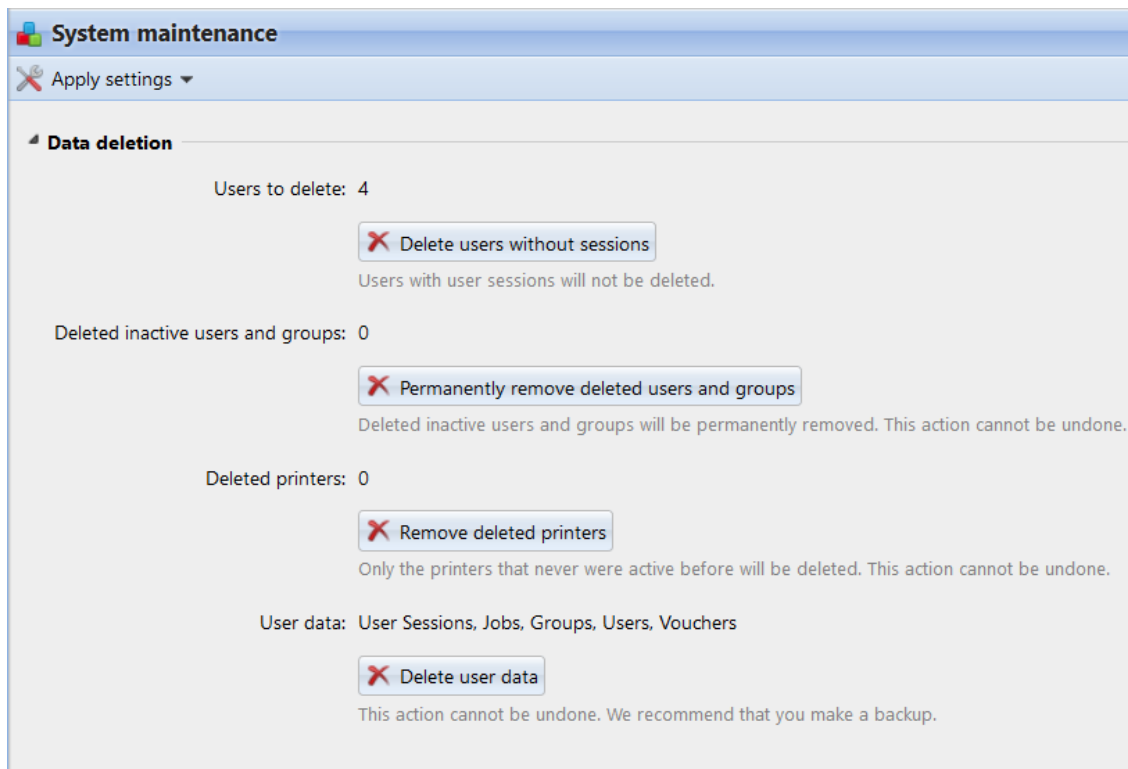 System maintenance
Apply settings
Data deletion
Users to delete: 4
Delete users without sessions
Users with user sessions will not be deleted.
Deleted inactive users and groups: 0
Permanently remove deleted users and groups
Deleted inactive users and groups will be permanently removed. This action cannot be undone.
Deleted printers: 0
Remove deleted printers
Only the printers that never were active before will be deleted. This action cannot be undone.
User data: User Sessions, Jobs, Groups, Users, Vouchers
Delete user data
This action cannot be undone. We recommend that you make a backup.